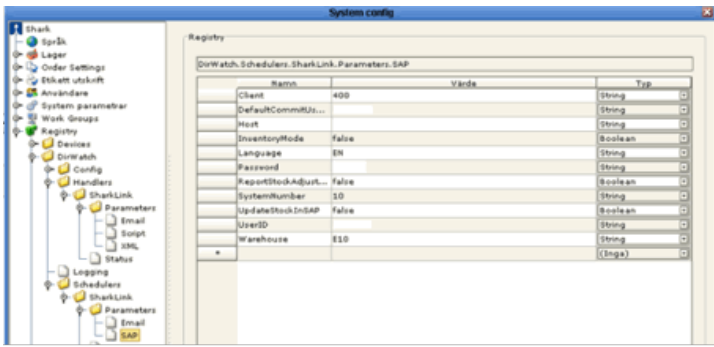 System config
Shark
Språk
Lager
Order Settings
Etikett utskrift
Användare
System parametrar
Work Groups
Registry
Devices
DirWatch
Config
Handlers
SharkLink
Parameters
Email
Script
XML
Status
Logging
Schedulers
SharkLink
Parameters
Email
SAP
Registry
DirWatch.Schedulers.SharkLink.Parameters.SAP
Namn Värde Typ
Client 400 String
DefaultCommitUs... String
Host String
InventoryMode false Boolean
Language EN String
Password String
ReportStockAdjust... false Boolean
SystemNumber 10 String
UpdateStockInSAP false Boolean
UserID String
Warehouse E10 String
* (Inga)